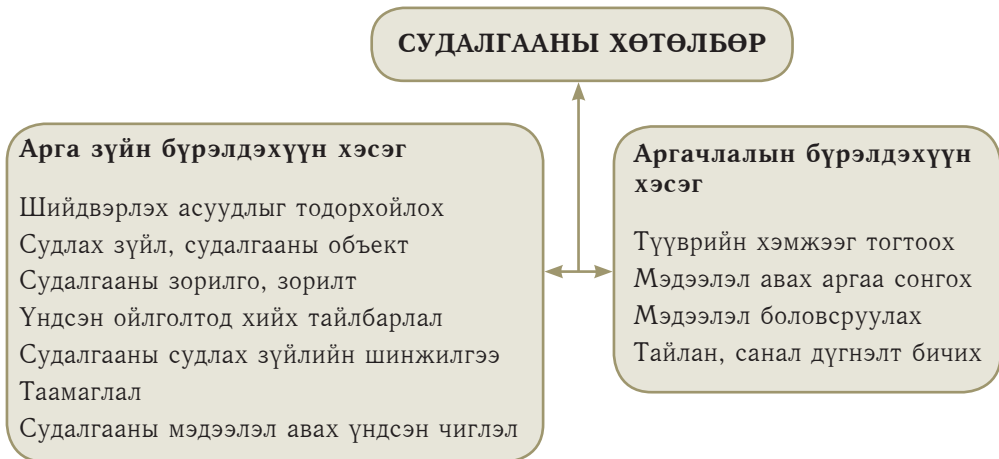 СУДАЛГААНЫ ХӨТӨЛБӨР
Арга зүйн бүрэлдэхүүн хэсэг
Шийдвэрлэх асуудлыг тодорхойлох
Судлах зүйл, судалгааны объект
Судалгааны зорилго, зорилт
Үндсэн ойлголтод хийх тайлбарлал
Судалгааны судлах зүйлийн шинжилгээ
Таамаглал
Судалгааны мэдээлэл авах үндсэн чиглэл
Аргачлалын бүрэлдэхүүн
хэсэг
Түүврийн хэмжээг тогтоох
Мэдээлэл авах аргаа сонгох
Мэдээлэл боловсруулах
Тайлан, санал дүгнэлт бичих